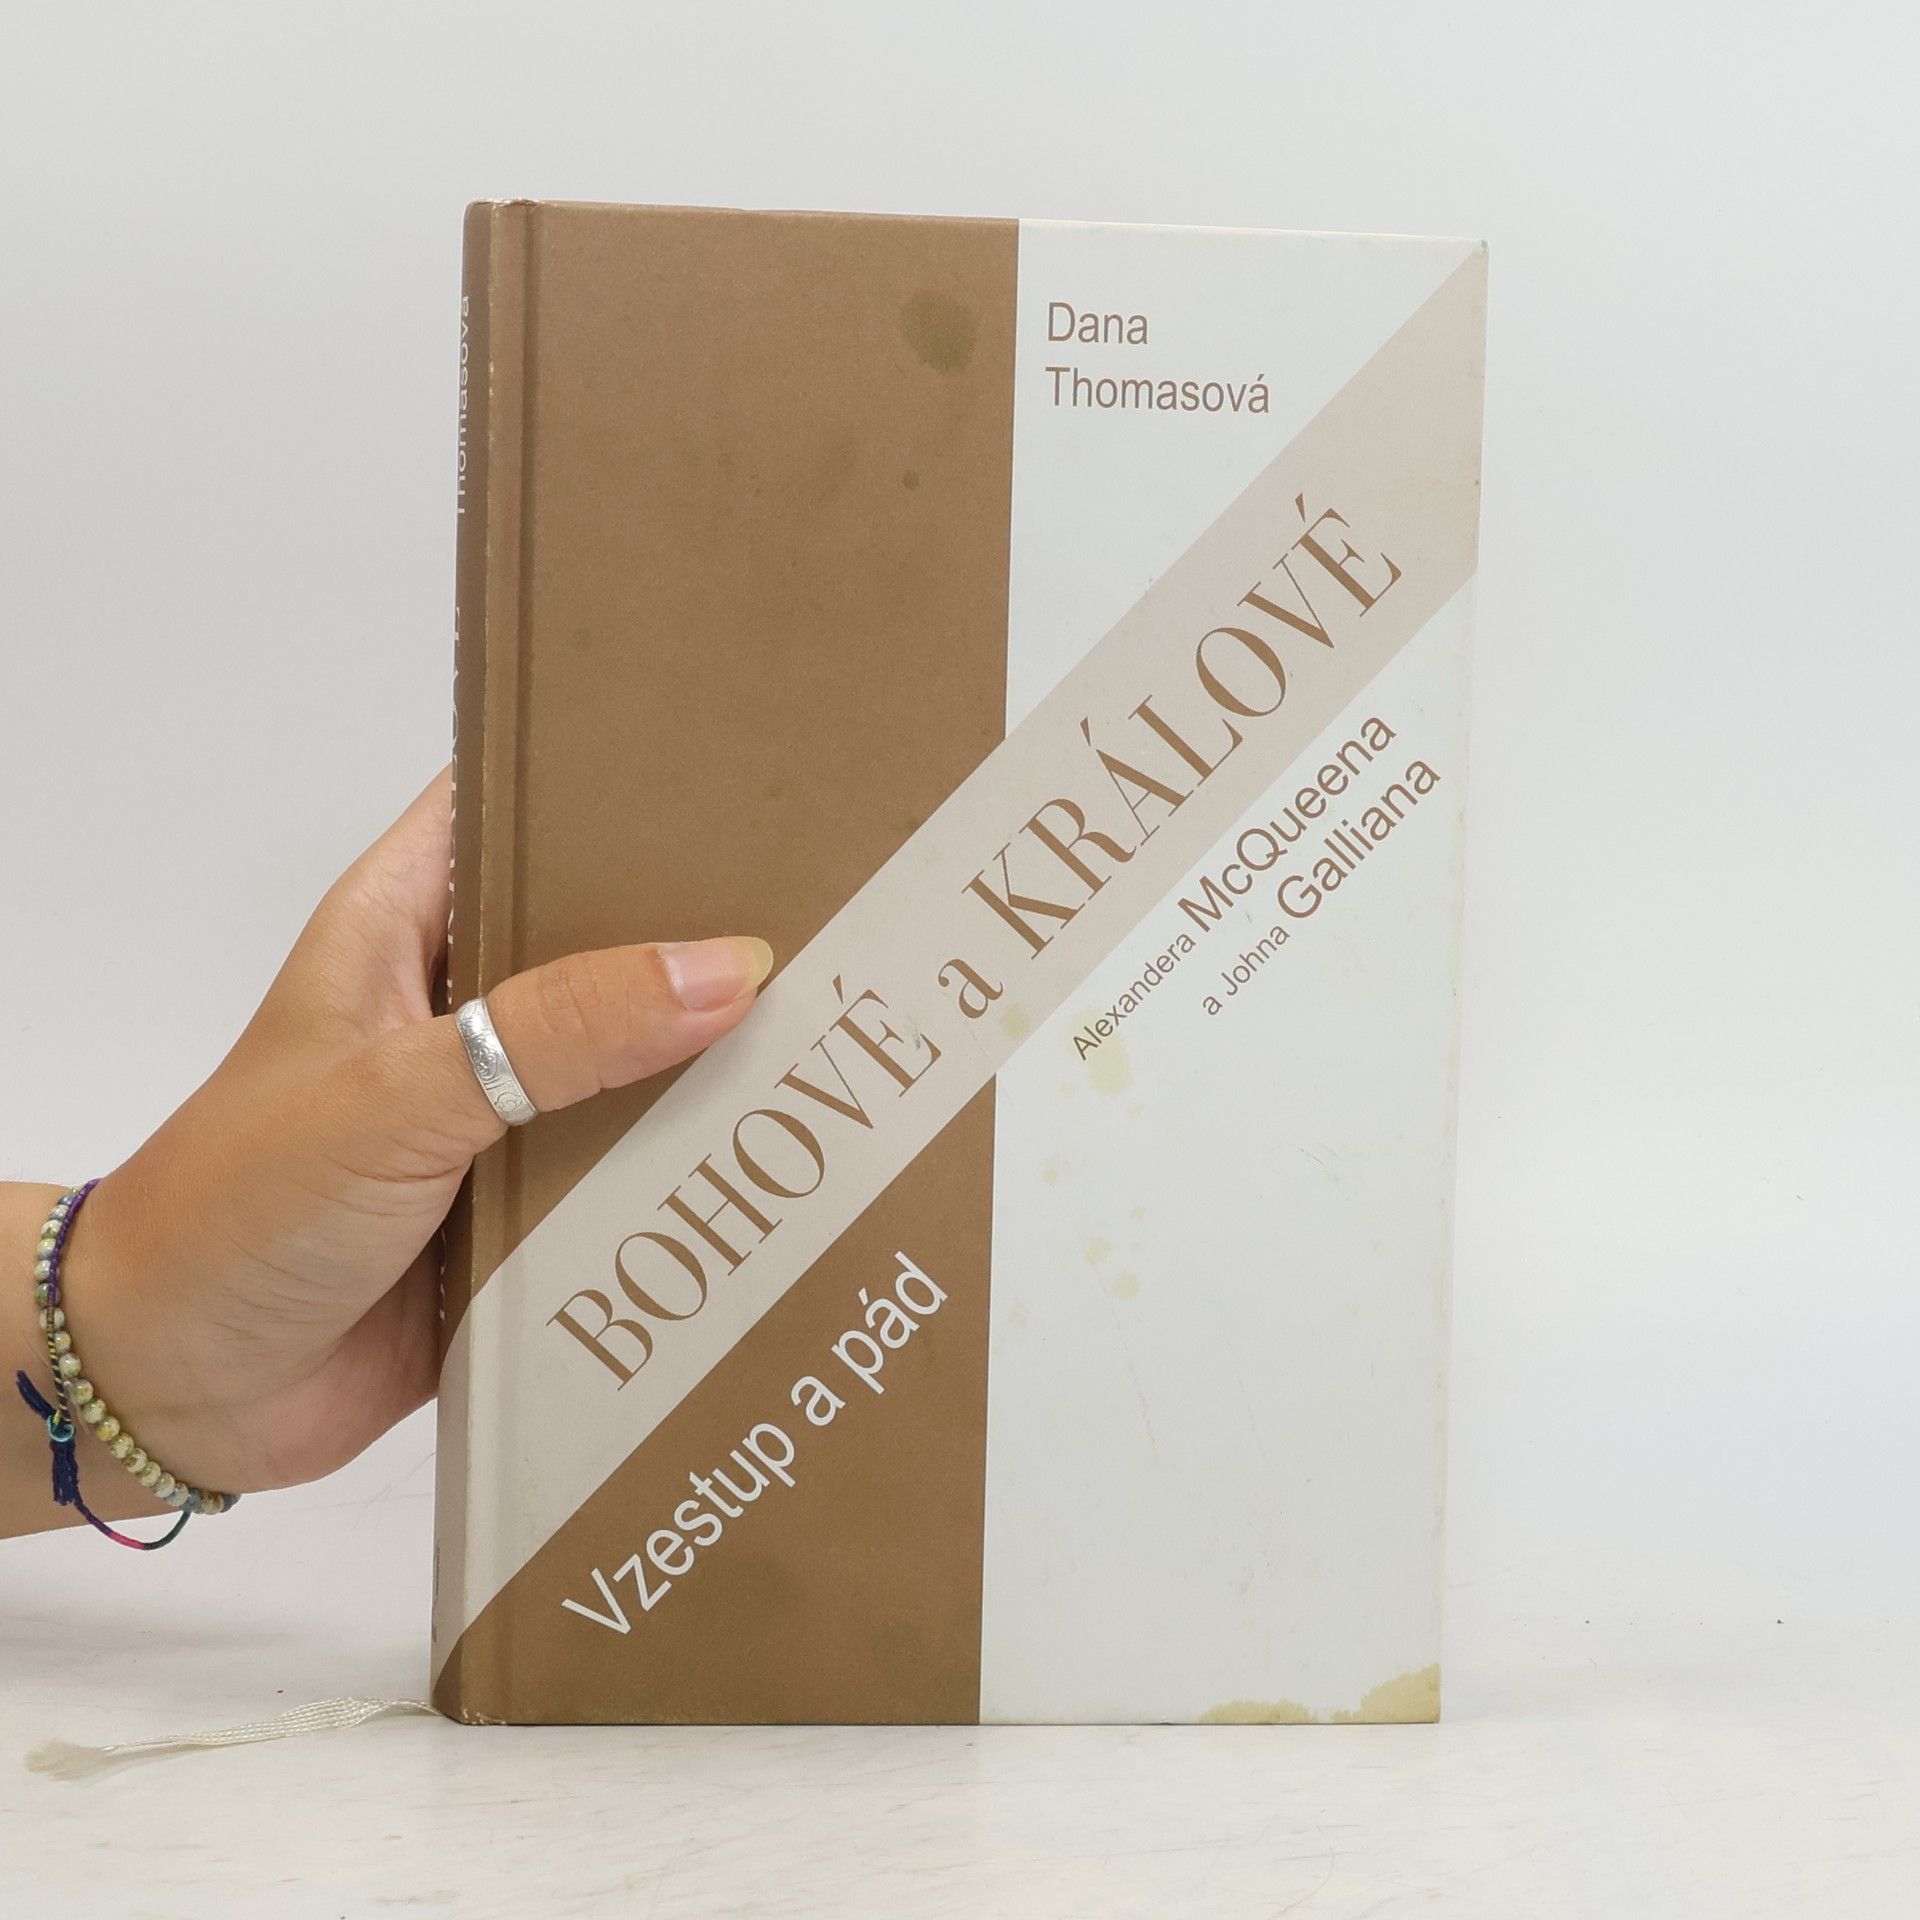 Dana
Thomasová
BOHOVÉ a KRÁLOVÉ
Alexandera McQueena
a Johna Galliana
Vzestup a pád
Thomasová